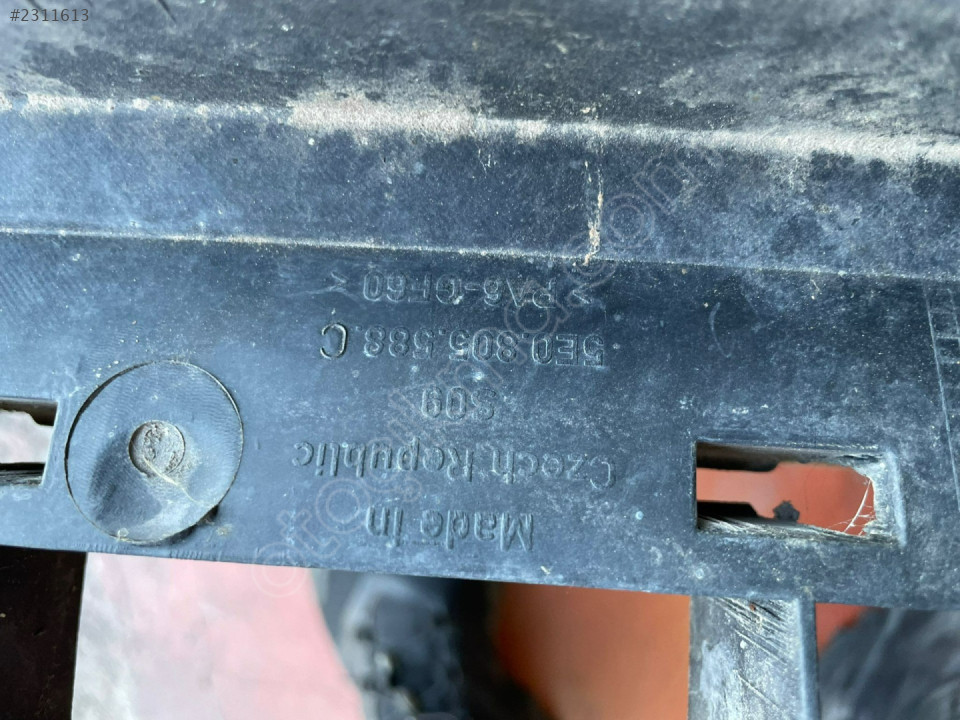 #2311613
Made in
Czech Republic
S09
5E0.805.588.C
>PA6-GF60<